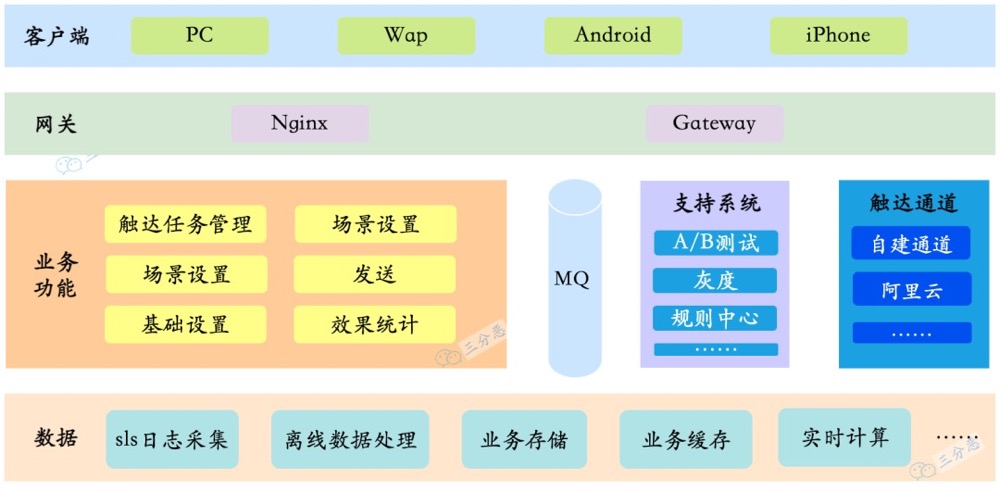 客户端
PC
Wap
Android
iPhone
网关
Nginx
Gateway
三分恶
业务
功能
触达任务管理
场景设置
场景设置
发送
基础设置
效果统计
三分恶
MQ
支持系统
A/B测试
灰度
规则中心
……
触达通道
自建通道
阿里云
……
数据
sls日志采集
离线数据处理
业务存储
业务缓存
实时计算
……
三分恶